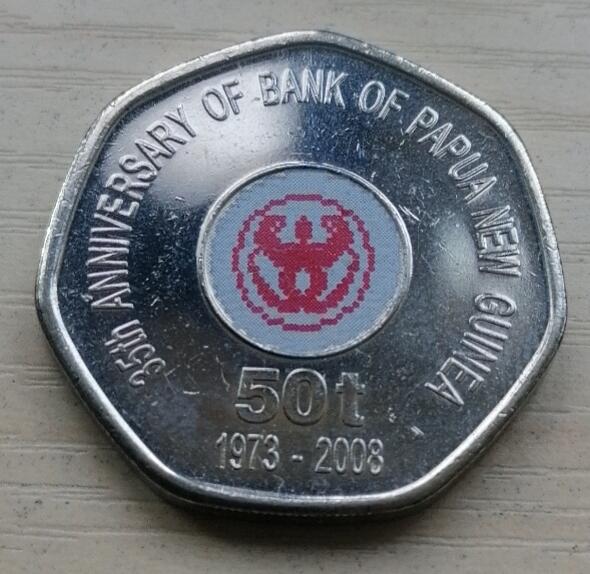 35th ANNIVERSARY OF BANK OF PAPUA NEW GUINEA
50t
1973 - 2008